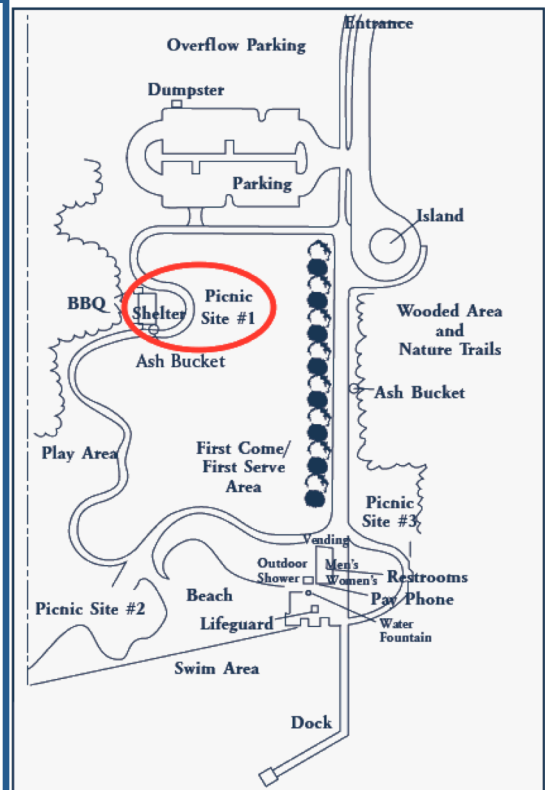 Entrance
Overflow Parking
Dumpster
Parking
Island
BBQ
Shelter
Picnic
Site #1
Wooded Area
and
Nature Trails
Ash Bucket
Ash Bucket
Play Area
First Come/
First Serve
Area
Picnic
Site #3
Vending
Outdoor
Shower
Men's
Women's
Restrooms
Pay Phone
Picnic Site #2
Beach
Lifeguard
Water
Fountain
Swim Area
Dock